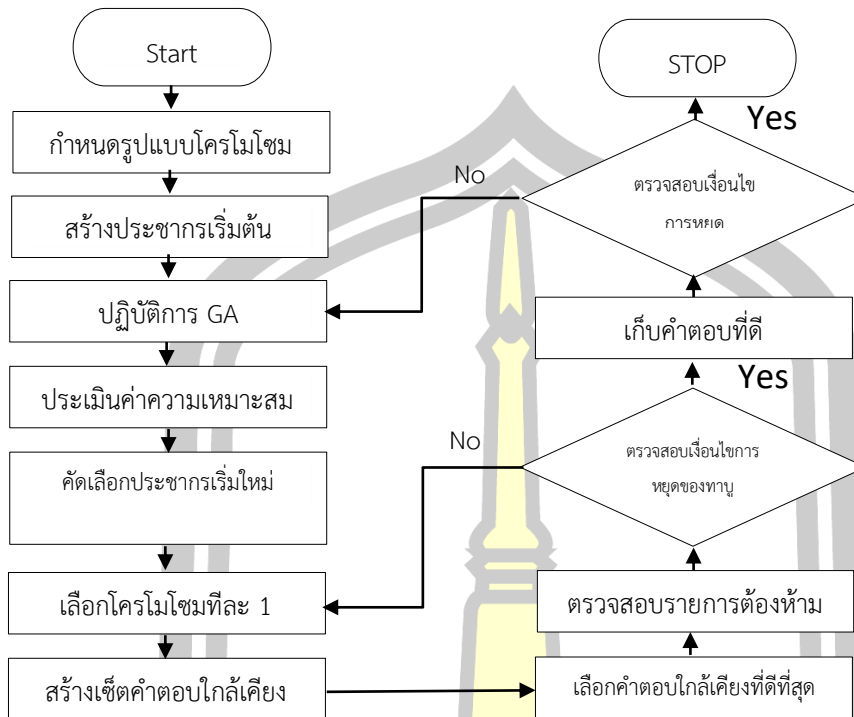 Start
กำหนดรูปแบบโครโมโซม
สร้างประชากรเริ่มต้น
ปฏิบัติการ GA
ประเมินค่าความเหมาะสม
คัดเลือกประชากรเริ่มใหม่
เลือกโครโมโซมทีละ 1
สร้างเซ็ตคำตอบใกล้เคียง
เลือกคำตอบใกล้เคียงที่ดีที่สุด
ตรวจสอบรายการต้องห้าม
ตรวจสอบเงื่อนไขการ
หยุดของทาบู
No
Yes
เก็บคำตอบที่ดี
ตรวจสอบเงื่อนไข
การหยุด
No
Yes
STOP